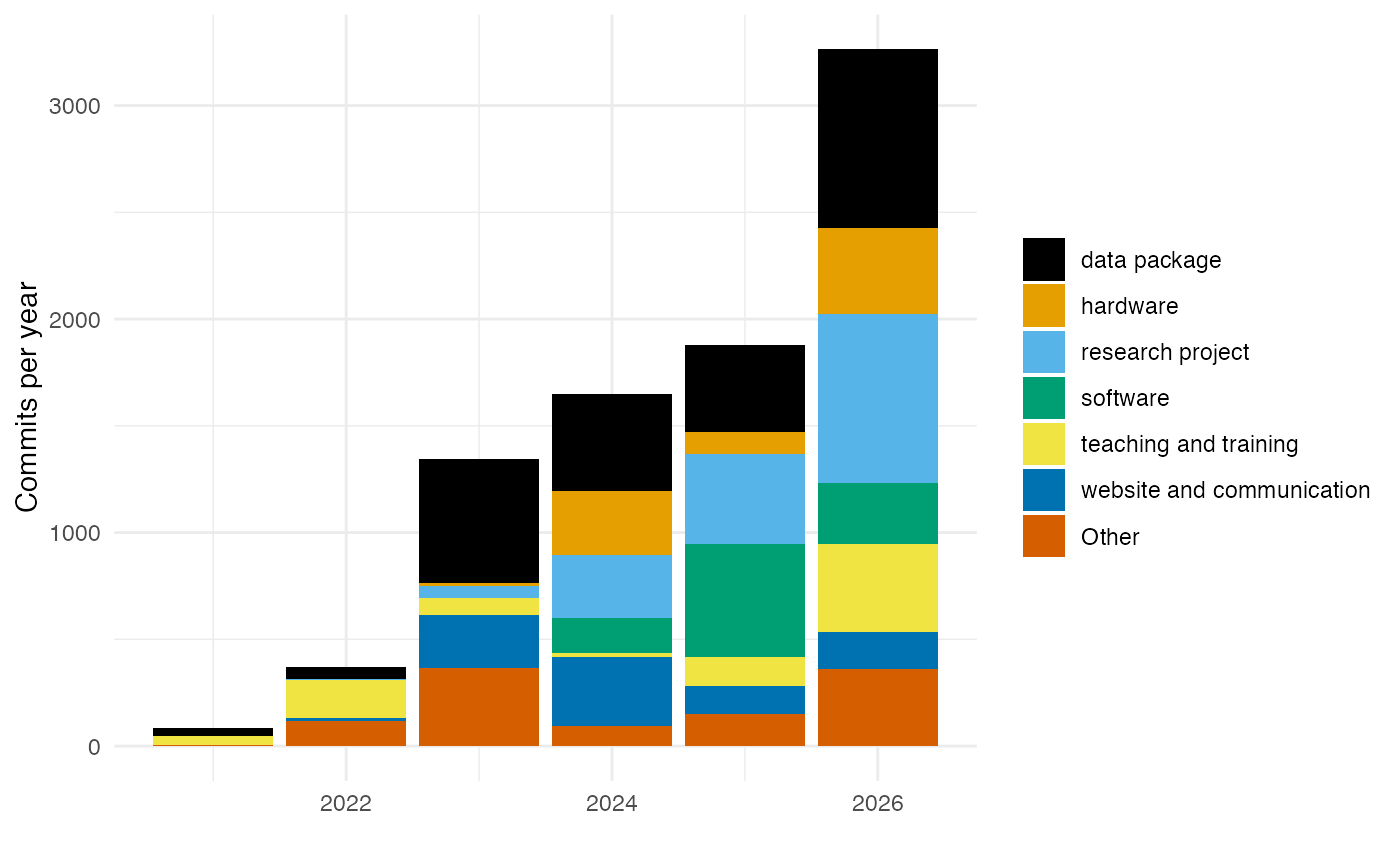 Commits per year
3000
2000
1000
0
2022
2024
2026
data package
hardware
research project
software
teaching and training
website and communication
Other